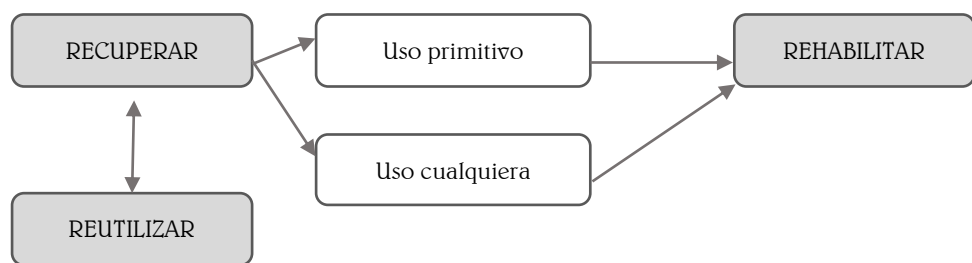 RECUPERAR
Uso primitivo
REHABILITAR
Uso cualquiera
REUTILIZAR